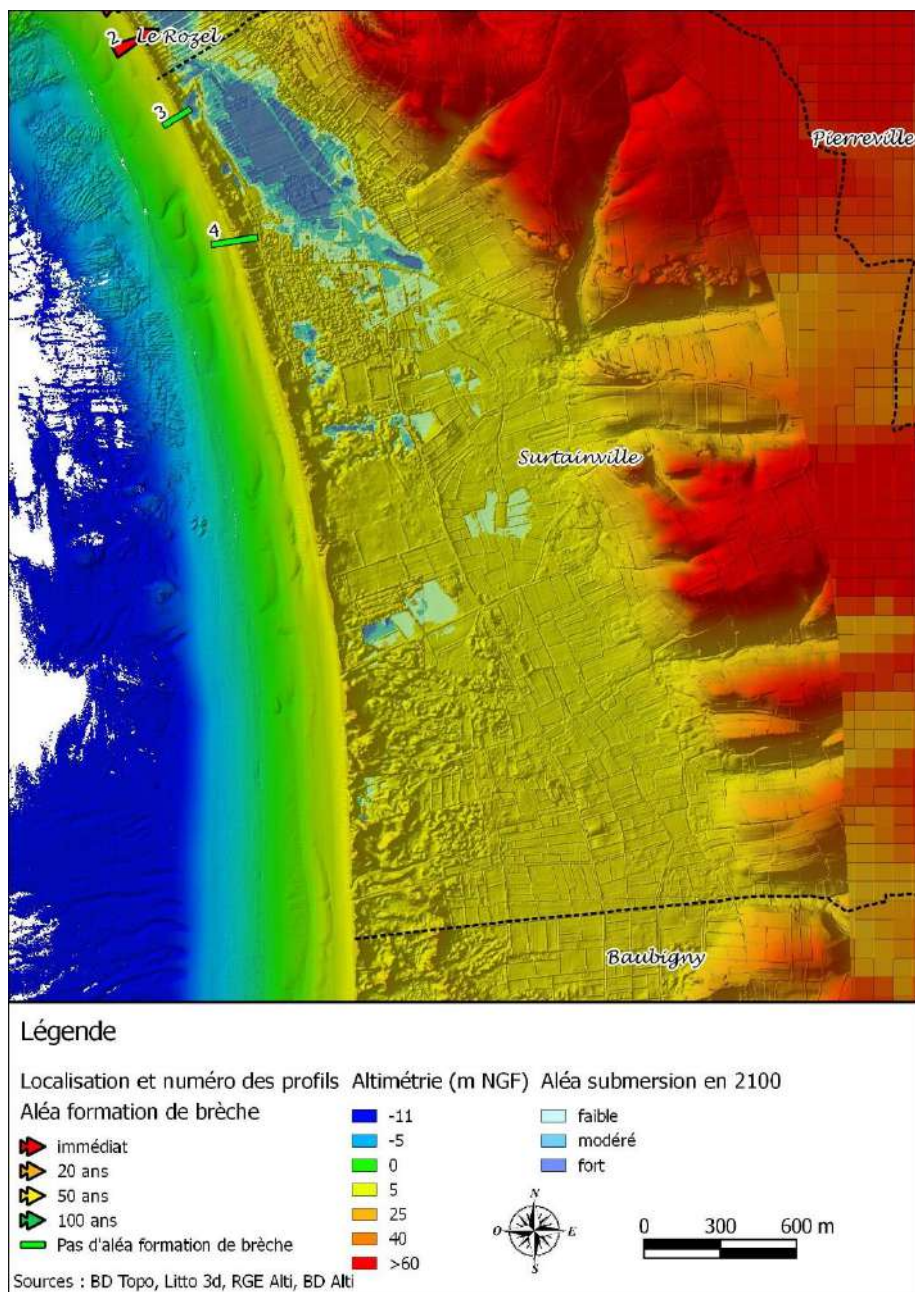 2
Le Rozel
3
Pierreville
4
Surtainville
Baubigny
Légende
Localisation et numéro des profils
Aléa formation de brèche
immédiat
20 ans
50 ans
100 ans
Pas d'aléa formation de brèche
Altimétrie (m NGF)
-11
-5
0
5
25
40
>60
Aléa submersion en 2100
faible
modéré
fort
N
O E
S
0 300 600 m
Sources : BD Topo, Litto 3d, RGE Alti, BD Alti